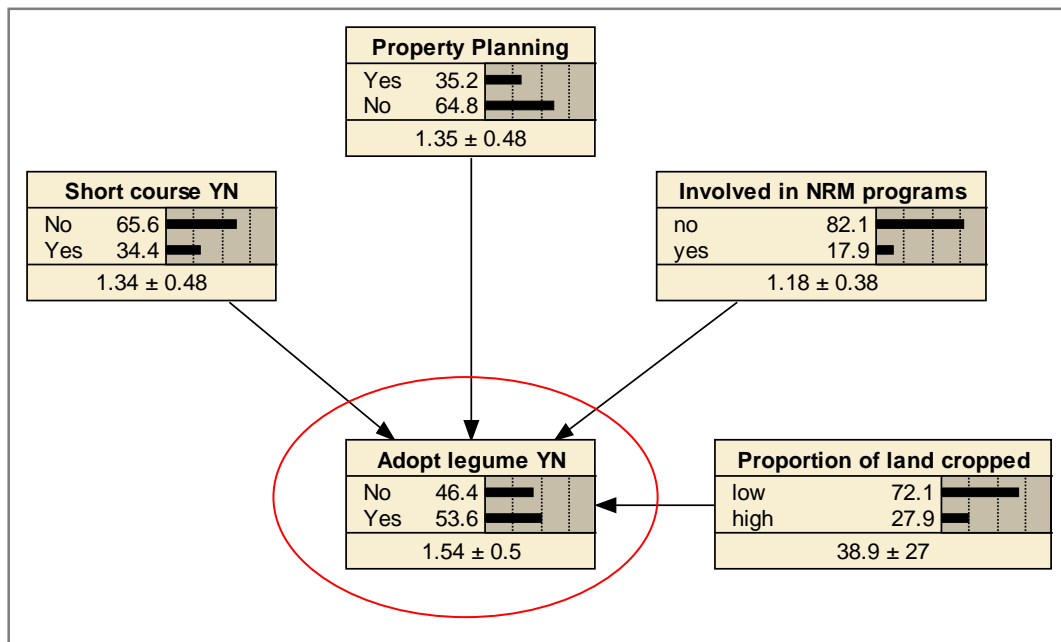 Property Planning
Yes 35.2
No 64.8
1.35 ± 0.48
Short course YN
No 65.6
Yes 34.4
1.34 ± 0.48
Involved in NRM programs
no 82.1
yes 17.9
1.18 ± 0.38
Adopt legume YN
No 46.4
Yes 53.6
1.54 ± 0.5
Proportion of land cropped
low 72.1
high 27.9
38.9 ± 27